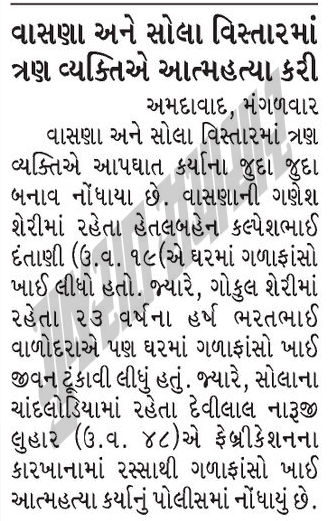 વાસણા અને સોલા વિસ્તારમાં
ત્રણ વ્યક્તિએ આત્મહત્યા કરી
અમદાવાદ, મંગળવાર
વાસણા અને સોલા વિસ્તારમાં ત્રણ
વ્યક્તિએ આપઘાત કર્યાના જુદા જુદા
બનાવ નોંધાયા છે. વાસણાની ગણેશ
શેરીમાં રહેતા હેતલબહેન કલ્પેશભાઈ
દંતાણી (ઉ.વ. ૧૯(એ ઘરમાં ગળાફાંસો
ખાઈ લીધો હતો. જ્યારે, ગોકુલ શેરીમાં
રહેતા ૨૩ વર્ષના હર્ષ ભરતભાઈ
વાળોદરાએ પણ ઘરમાં ગળાફાંસો ખાઈ
જીવન ટૂંકાવી લીધું હતું. જ્યારે, સોલાના
ચાંદલોડિયામાં રહેતા દેવીલાલ નારૂજી
લુહાર (ઉ.વ. ૪૮)એ ફેબ્રીકેશનના
કારખાનામાં રસ્સાથી ગળાફાંસો ખાઈ
આત્મહત્યા કર્યાનું પોલીસમાં નોંધાયું છે.